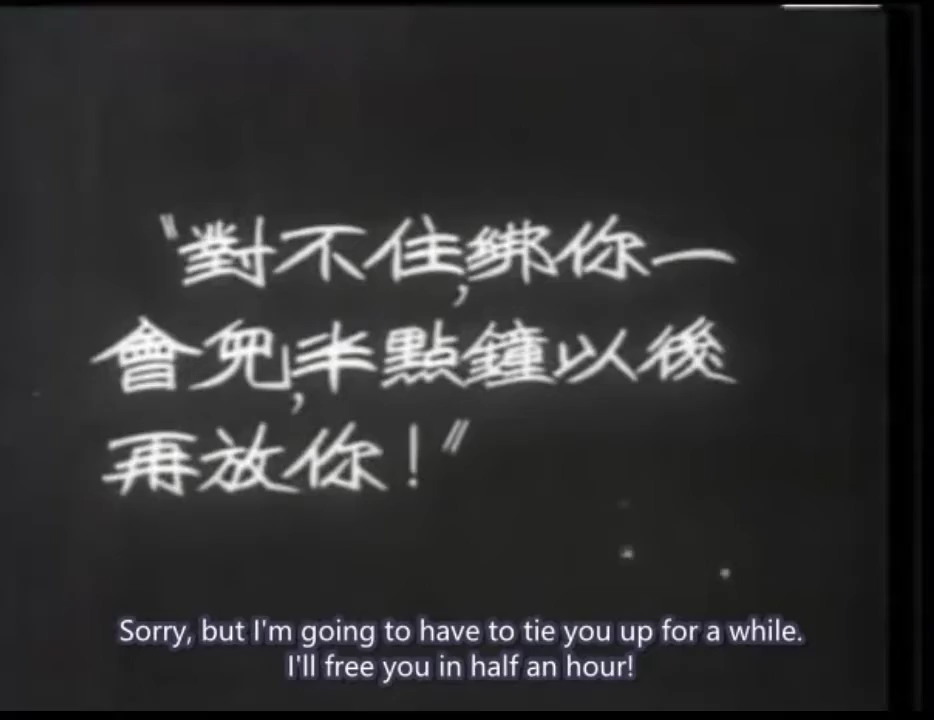 "對不住,綁你一
會兒,半點鐘以後
再放你!"
Sorry, but I'm going to have to tie you up for a while.
I'll free you in half an hour!